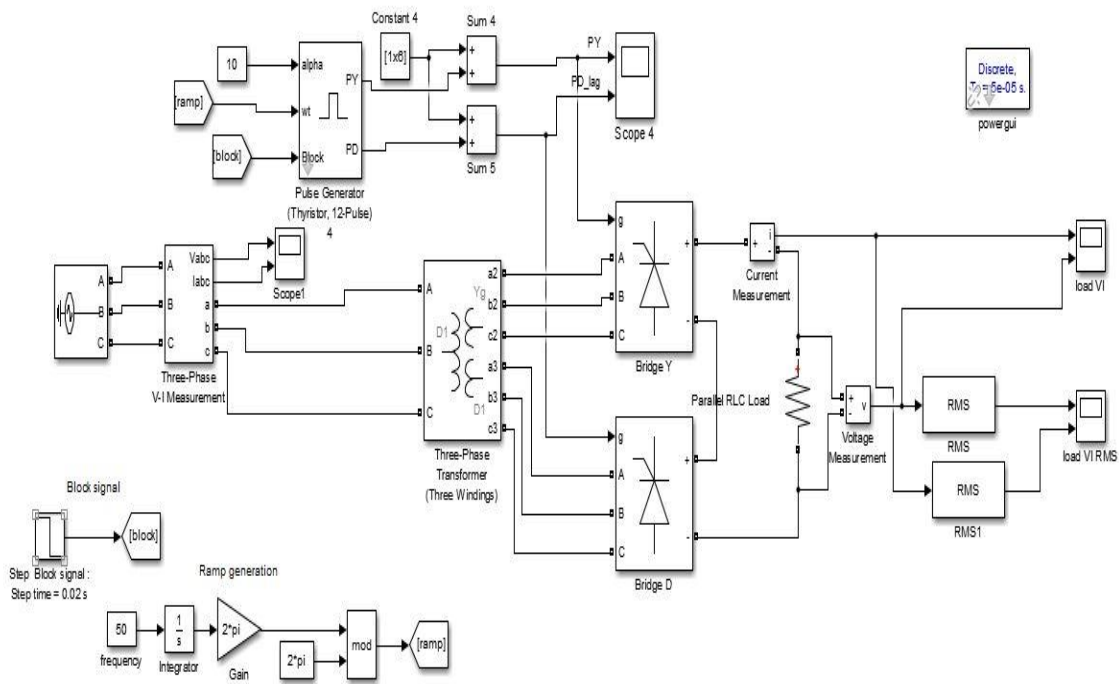 Constant 4
Sum 4
10
alpha
PY
[1x6]
+
+
PY
PD_lag
Scope 4
[ramp]
wt
[block]
Block
PD
+
+
Sum 5
Pulse Generator
(Thyristor, 12-Pulse)
4
Discrete,
5e-05 s.
powergui
A
B
C
A
B
C
Vabc
Iabc
a
b
c
Scope1
Three-Phase
V-I Measurement
A
B
C
Yg
D1
D1
a2
b2
c2
a3
b3
c3
Three-Phase
Transformer
(Three Windings)
g
A
B
C
+
-
Bridge Y
g
A
B
C
+
-
Bridge D
+
i
-
Current
Measurement
+
Parallel RLC Load
+
-
v
Voltage
Measurement
load VI
RMS
RMS
RMS
RMS1
load VI RMS
Block signal
[block]
Step Block signal :
Step time = 0.02 s
Ramp generation
50
frequency
1
s
Integrator
2*pi
Gain
2*pi
mod
[ramp]